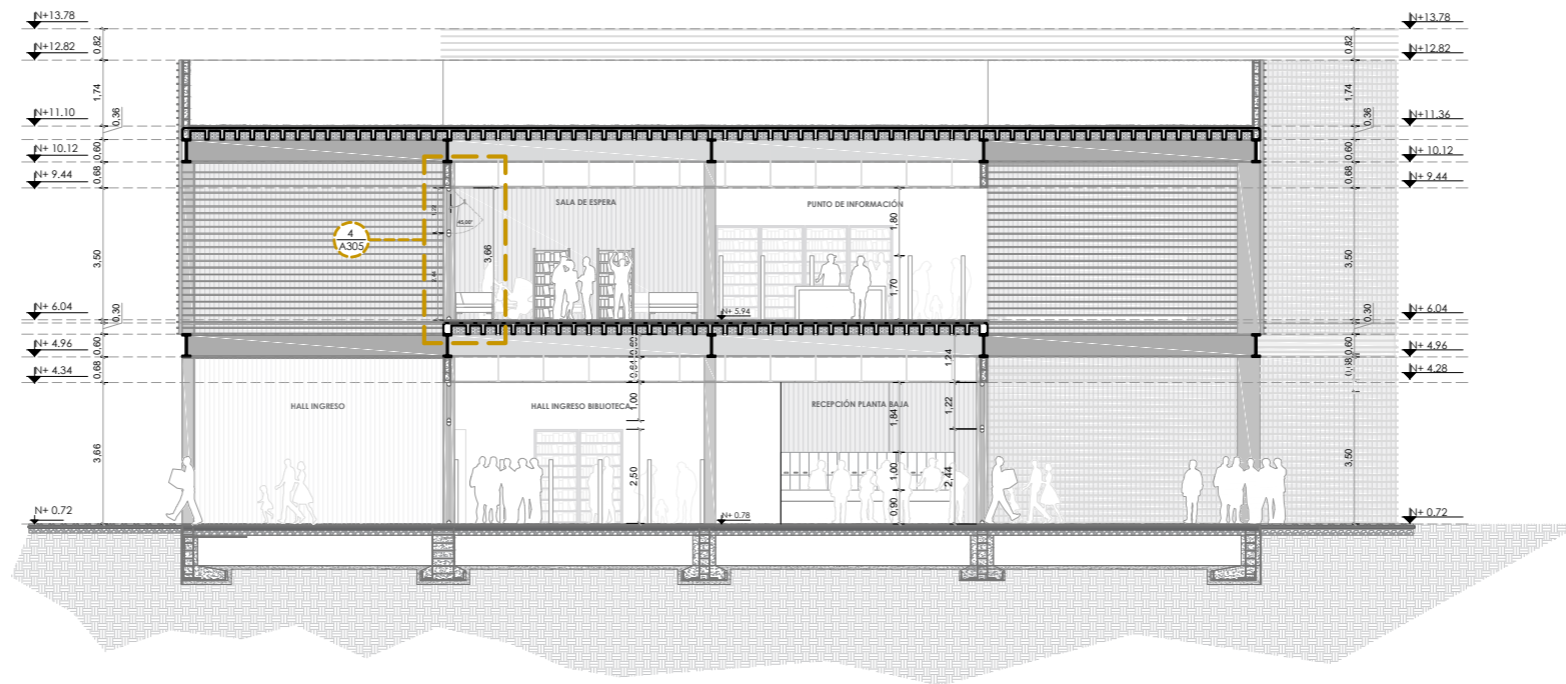 N+13.78
N+13.78
0,82
0,82
N+12.82
N+12.82
1,74
1,74
N+11.10
N+11.36
0,36
0,36
N+ 10.12
0,60
0,60
N+ 10.12
N+ 9.44
0,68
0,68
N+ 9.44
SALA DE ESPERA
PUNTO DE INFORMACIÓN
45,00°
1,80
4
A305
3,50
3,66
3,50
1,70
N+ 6.04
N+ 5.94
N+ 6.04
0,30
0,30
N+ 4.96
0,60
0,60
N+ 4.96
1,24
N+ 4.34
0,68
0,64
N+ 4.28
HALL INGRESO
HALL INGRESO BIBLIOTECA
RECEPCIÓN PLANTA BAJA
1,00
1,84
1,22
3,66
2,50
1,00
2,44
3,50
0,90
N+ 0.72
N+ 0.78
N+ 0.72